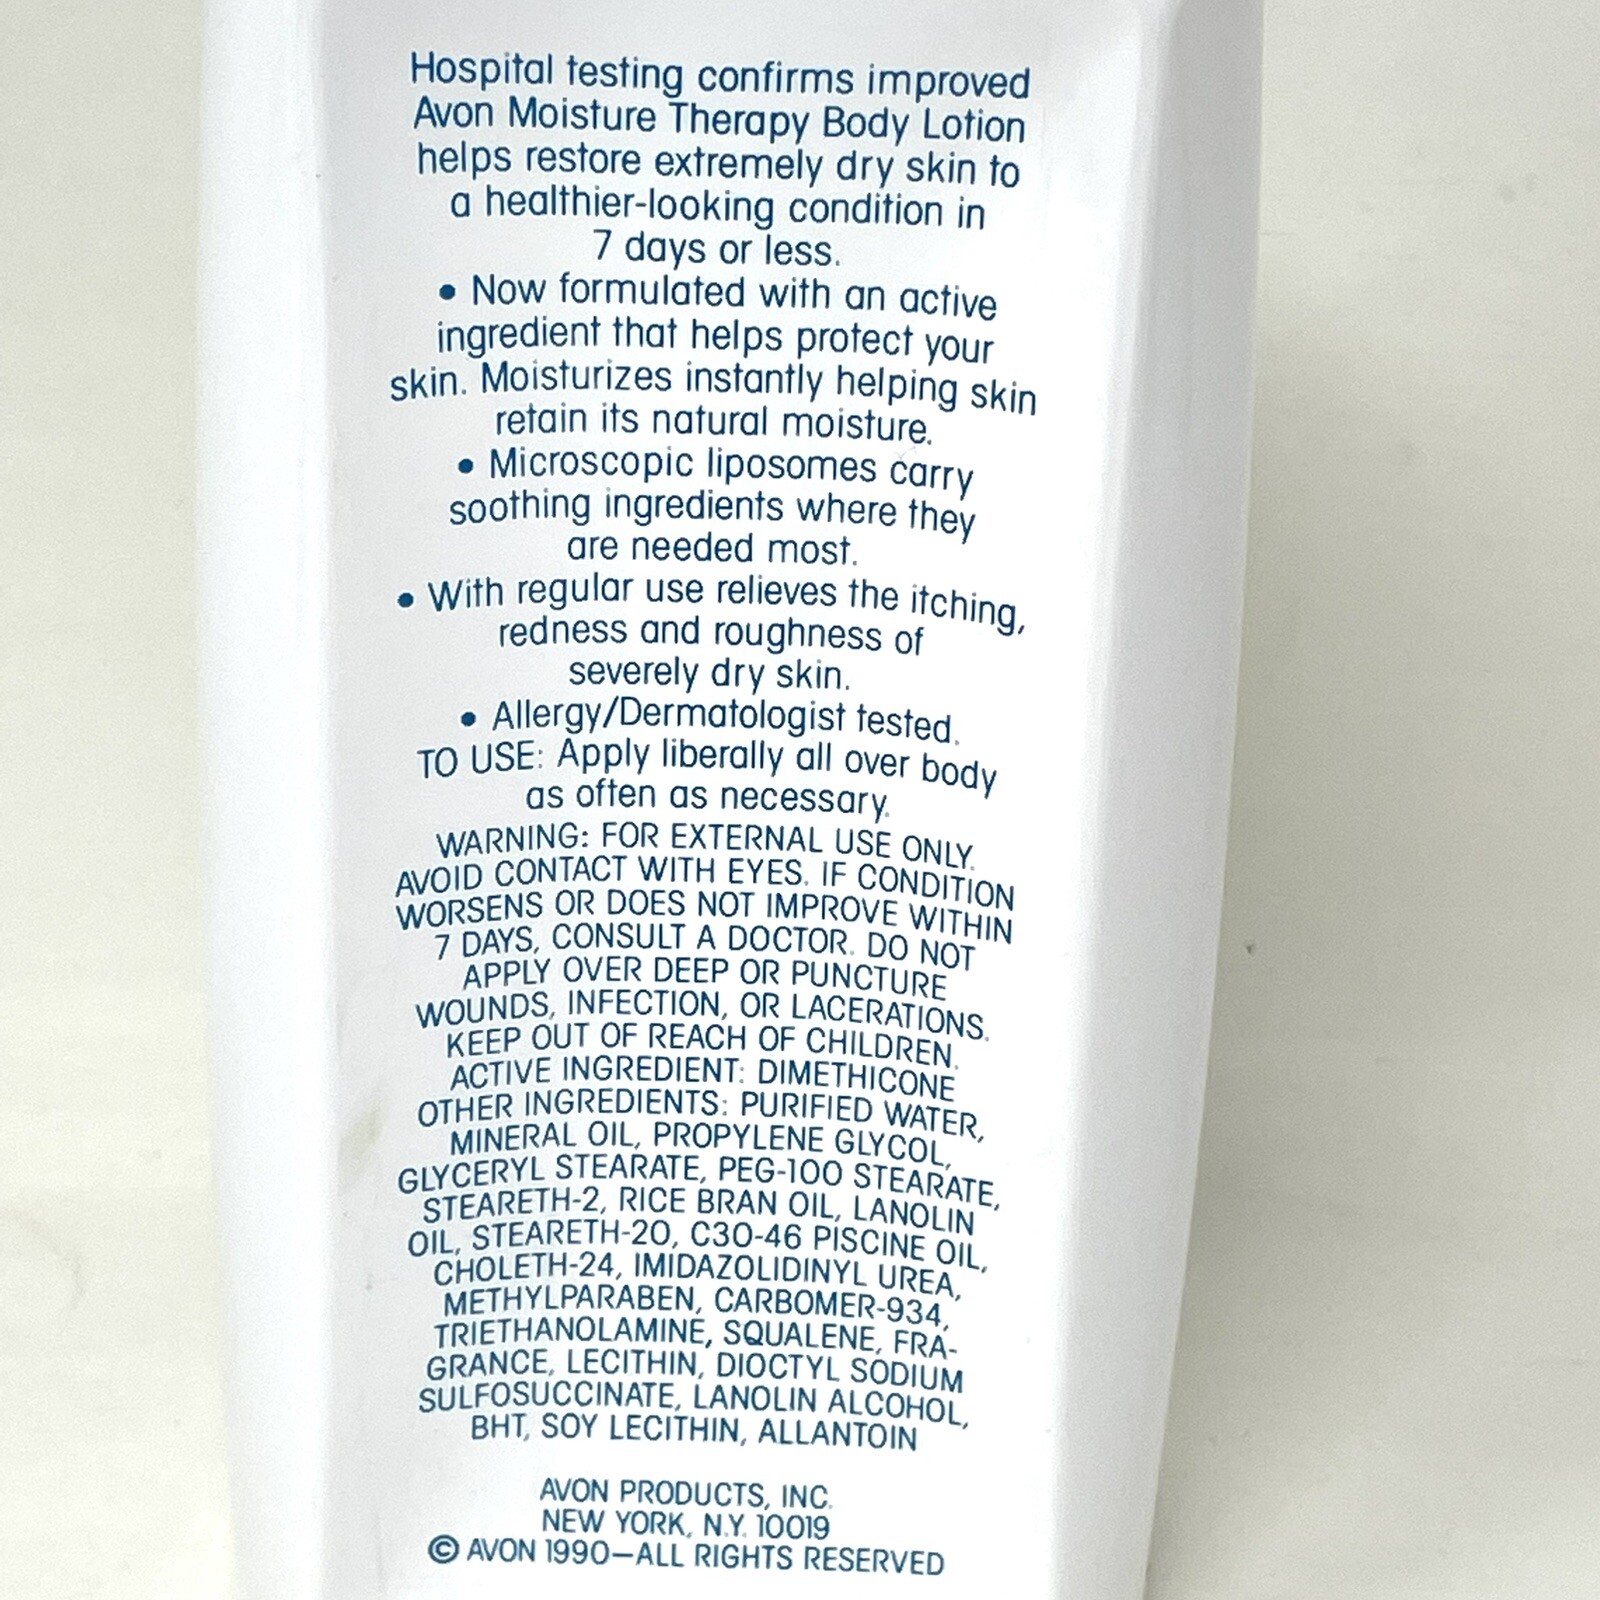 Hospital testing confirms improved
Avon Moisture Therapy Body Lotion
helps restore extremely dry skin to
a healthier-looking condition in
7 days or less.
• Now formulated with an active
ingredient that helps protect your
skin. Moisturizes instantly helping skin
retain its natural moisture.
• Microscopic liposomes carry
soothing ingredients where they
are needed most.
• With regular use relieves the itching,
redness and roughness of
severely dry skin.
• Allergy/Dermatologist tested.
TO USE: Apply liberally all over body
as often as necessary.
WARNING: FOR EXTERNAL USE ONLY.
AVOID CONTACT WITH EYES. IF CONDITION
WORSENS OR DOES NOT IMPROVE WITHIN
7 DAYS, CONSULT A DOCTOR. DO NOT
APPLY OVER DEEP OR PUNCTURE
WOUNDS, INFECTION, OR LACERATIONS.
KEEP OUT OF REACH OF CHILDREN.
ACTIVE INGREDIENT: DIMETHICONE
OTHER INGREDIENTS: PURIFIED WATER,
MINERAL OIL, PROPYLENE GLYCOL,
GLYCERYL STEARATE, PEG-100 STEARATE,
STEARETH-2, RICE BRAN OIL, LANOLIN
OIL, STEARETH-20, C30-46 PISCINE OIL,
CHOLETH-24, IMIDAZOLIDINYL UREA,
METHYLPARABEN, CARBOMER-934,
TRIETHANOLAMINE, SQUALENE, FRA-
GRANCE, LECITHIN, DIOCTYL SODIUM
SULFOSUCCINATE, LANOLIN ALCOHOL,
BHT, SOY LECITHIN, ALLANTOIN
AVON PRODUCTS, INC.
NEW YORK, N.Y. 10019
© AVON 1990—ALL RIGHTS RESERVED